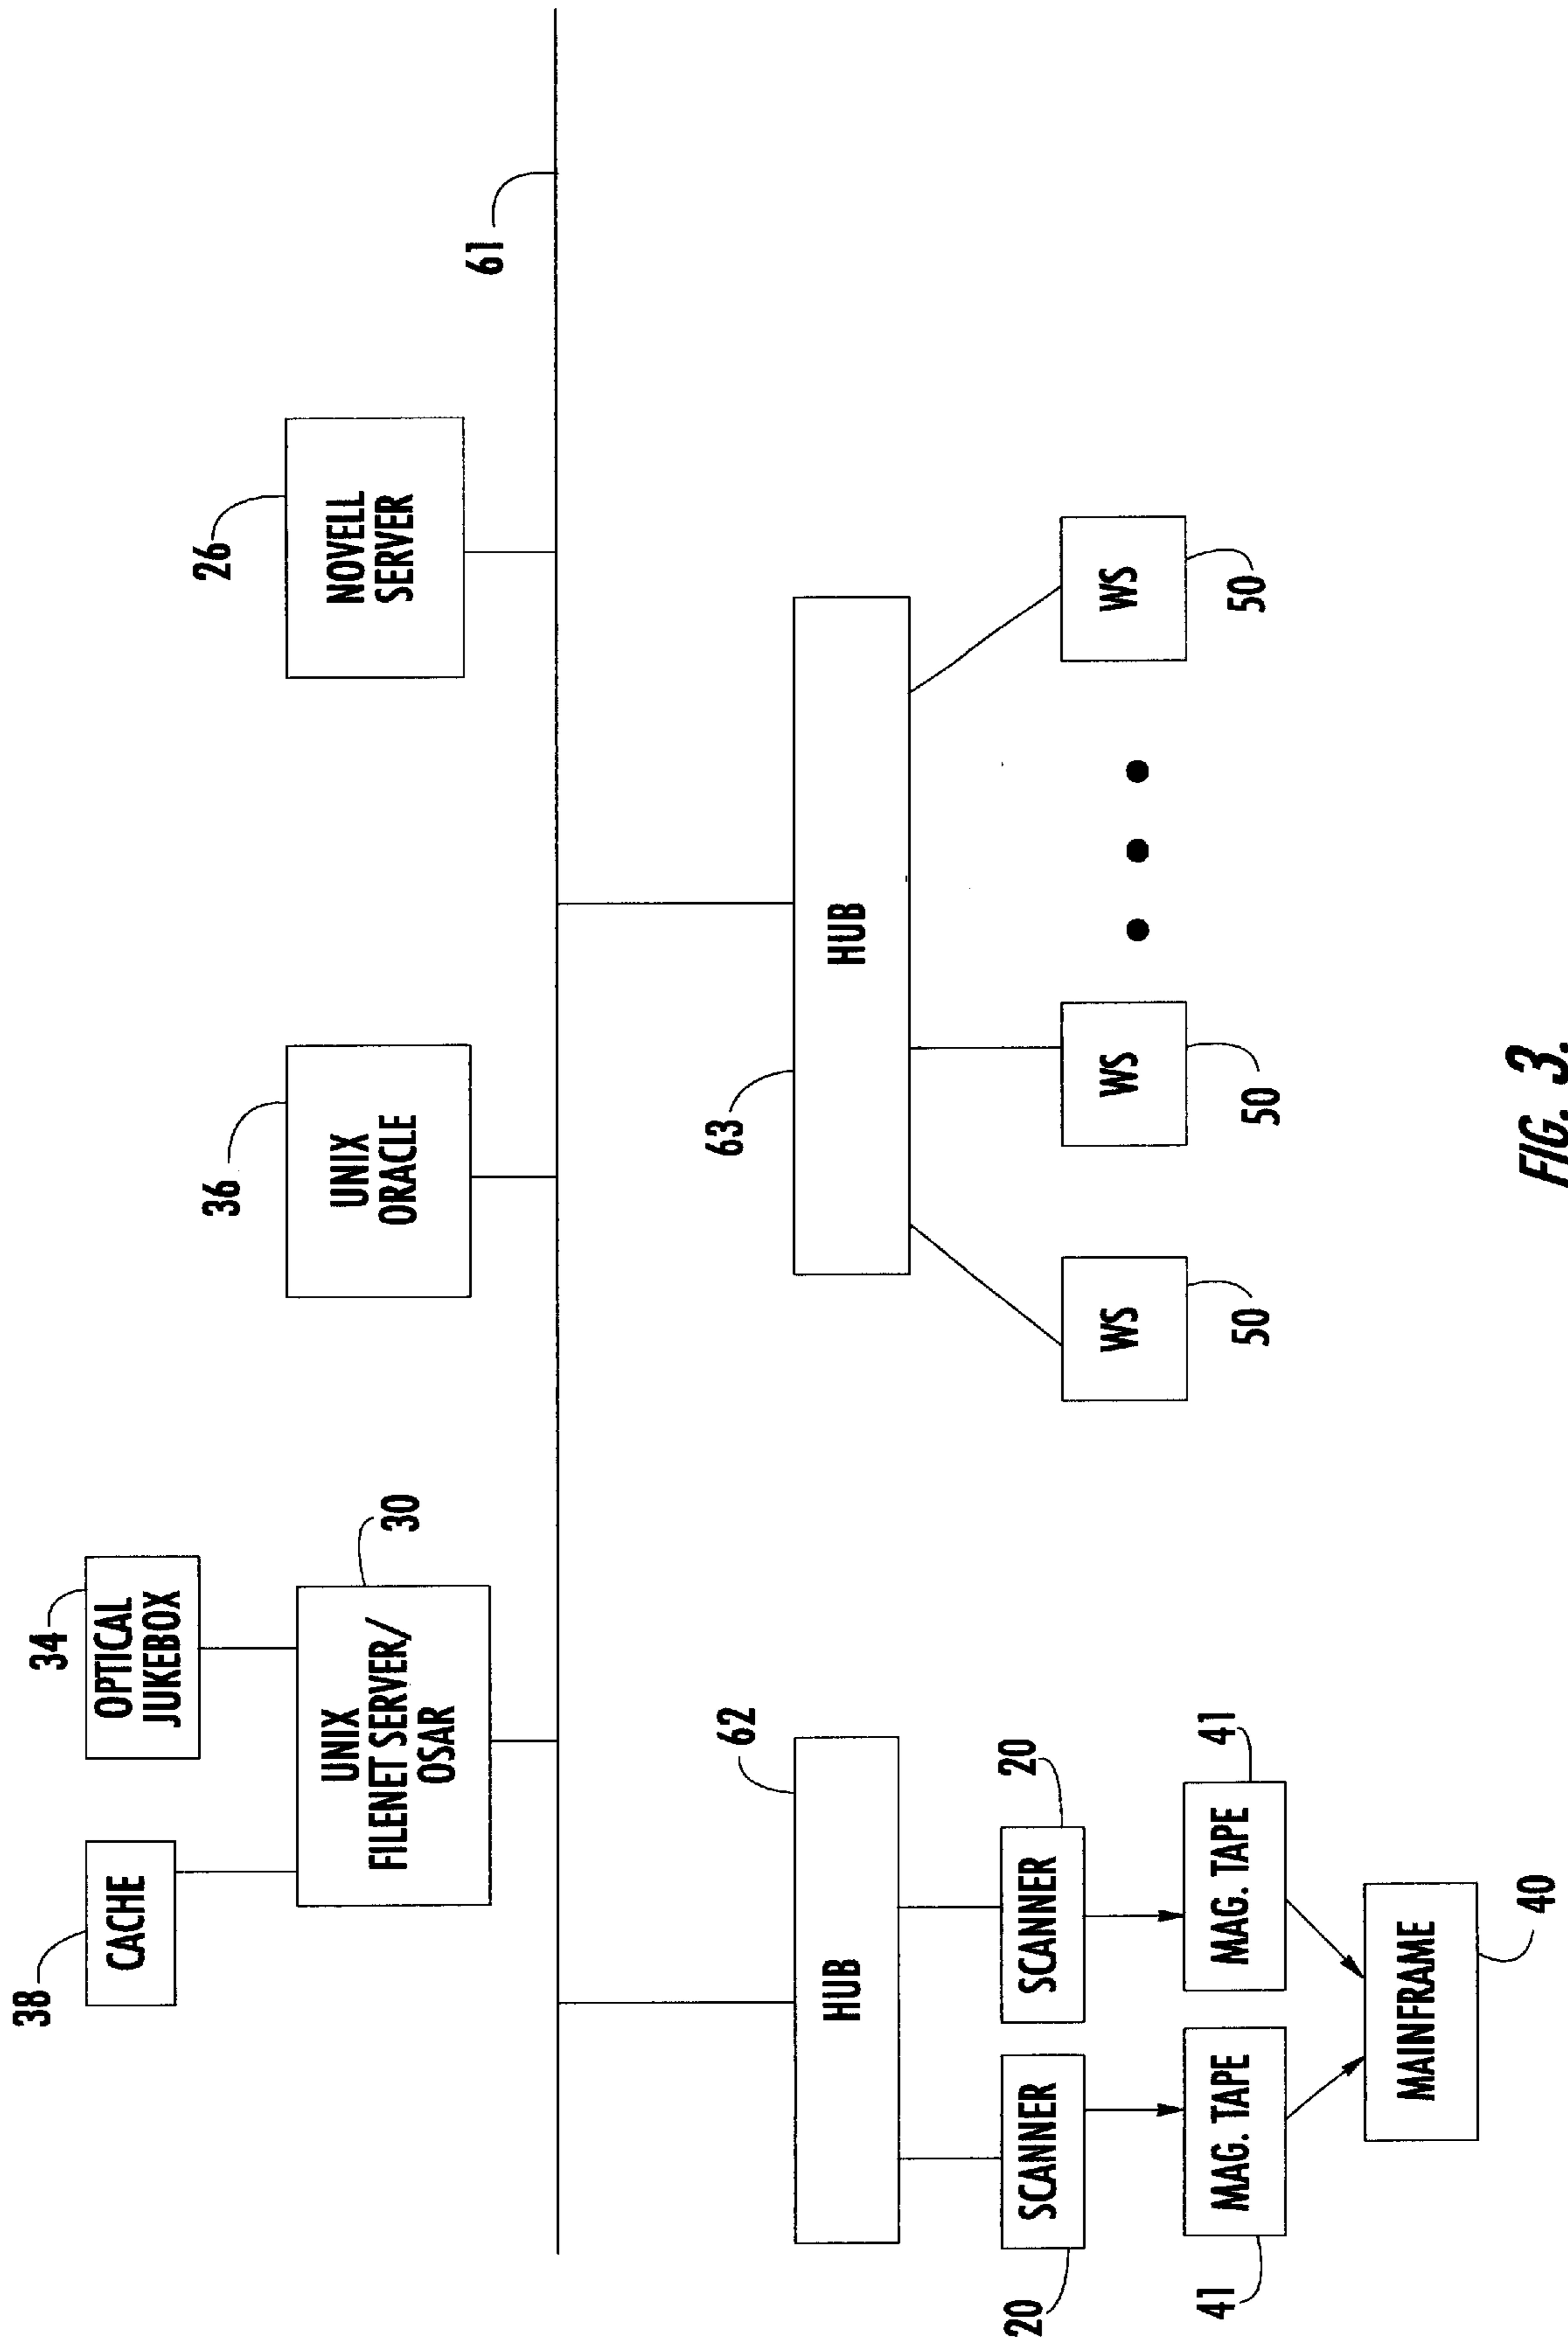 38
CACHE
34
OPTICAL
JUKEBOX
UNIX
FILENET SERVER/
OSAR
30
36
UNIX
ORACLE
26
NOVELL
SERVER
61
62
HUB
63
HUB
SCANNER
20
SCANNER
20
MAG. TAPE
41
MAG. TAPE
41
MAINFRAME
40
WS
50
WS
50
WS
50
FIG. 3.